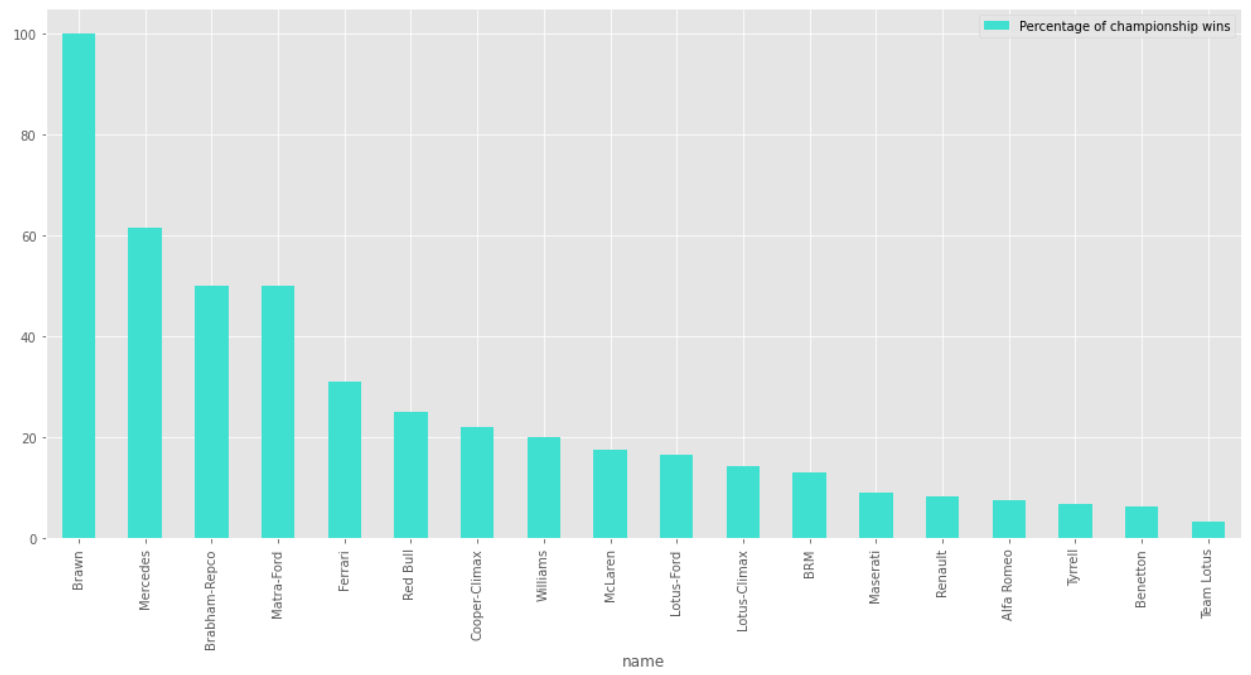 Percentage of championship wins
100
80
60
40
20
0
Brawn
Mercedes
Brabham-Repco
Matra-Ford
Ferrari
Red Bull
Cooper-Climax
Williams
McLaren
Lotus-Ford
Lotus-Climax
BRM
Maserati
Renault
Alfa Romeo
Tyrrell
Benetton
Team Lotus
name